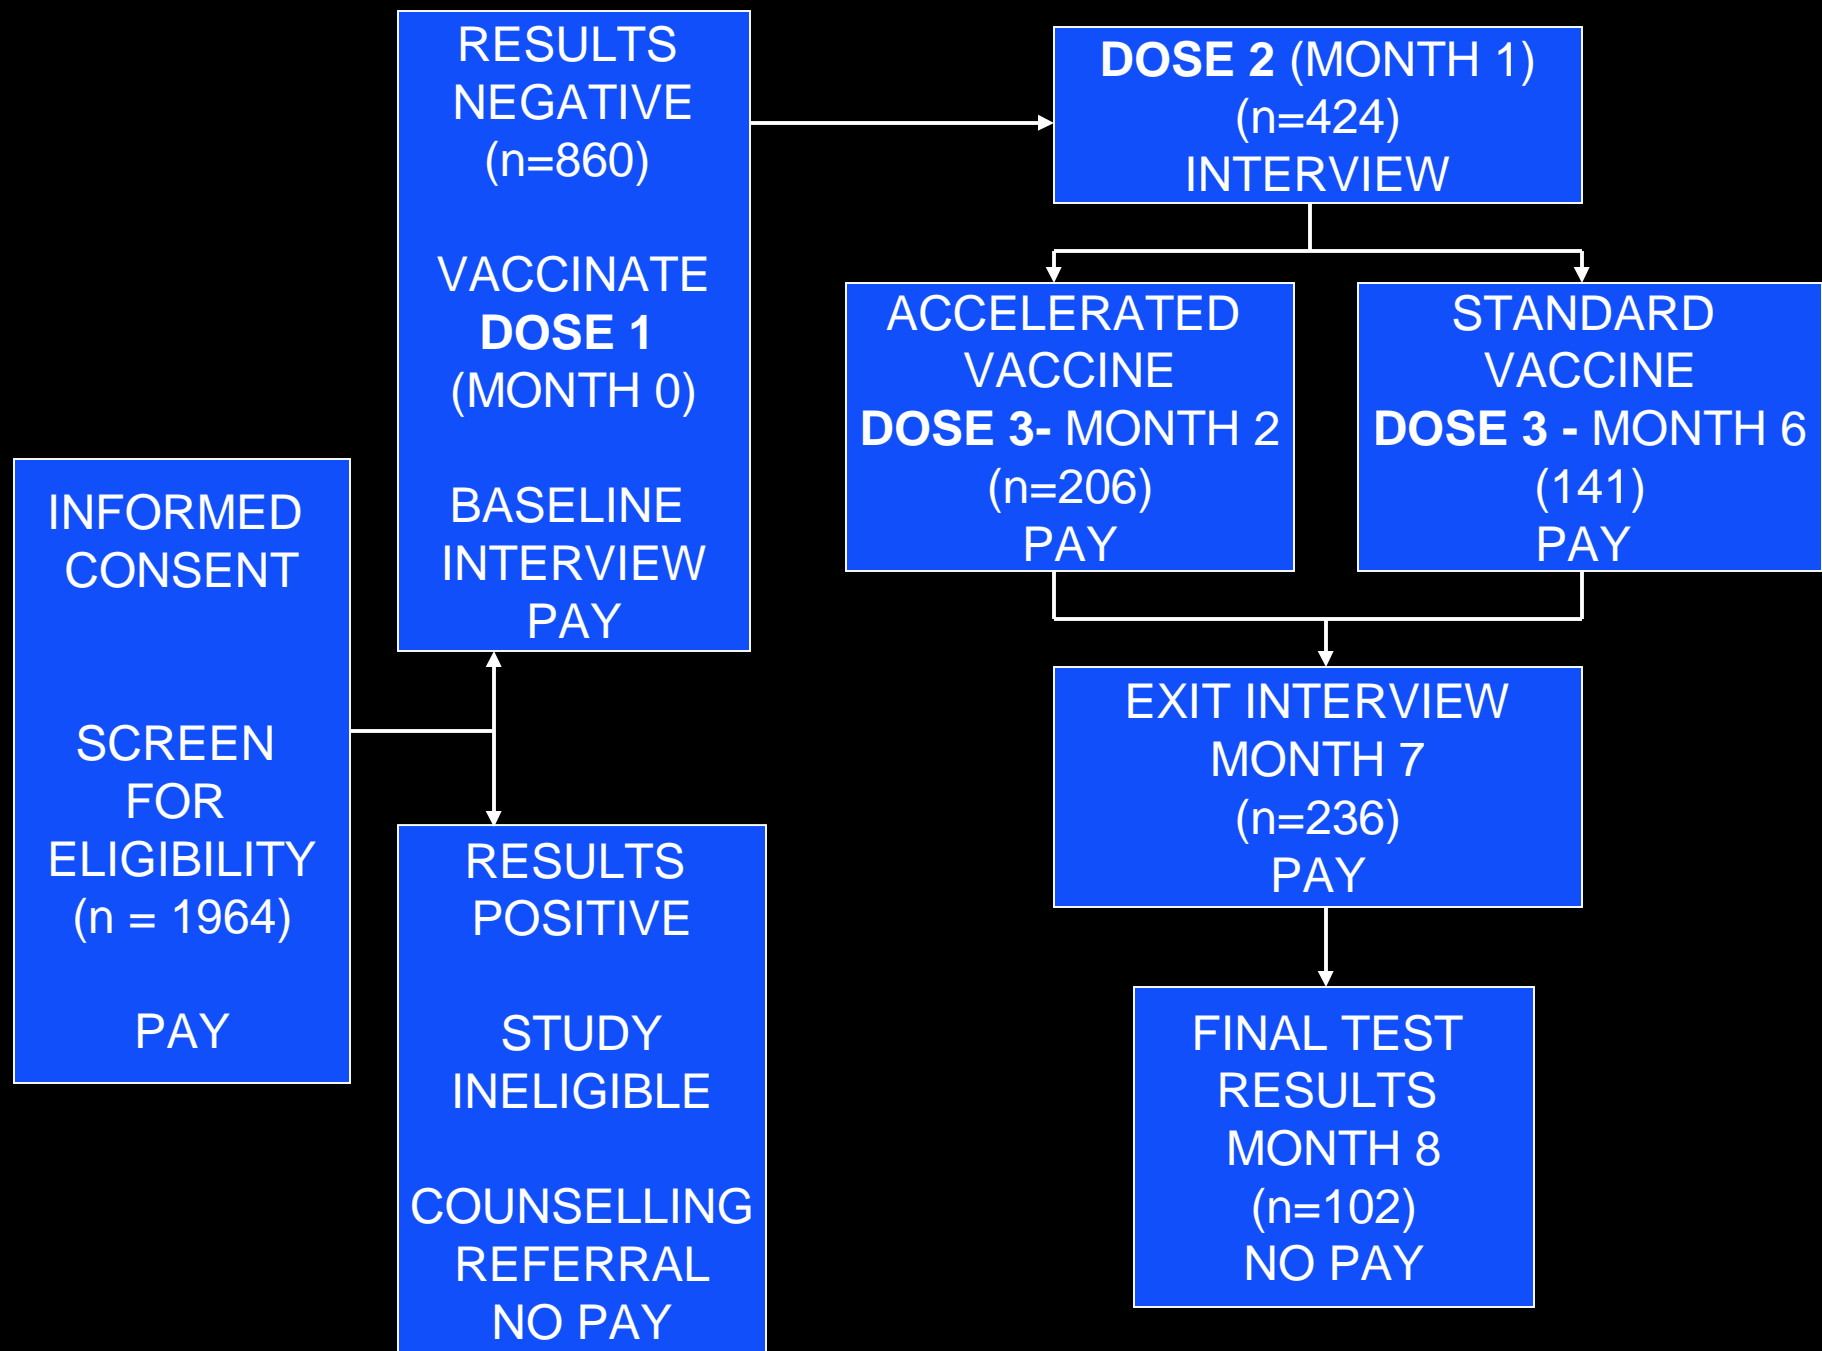 INFORMED
CONSENT
SCREEN
FOR
ELIGIBILITY
(n = 1964)
PAY
RESULTS
NEGATIVE
(n=860)
VACCINATE
DOSE 1
(MONTH 0)
BASELINE
INTERVIEW
PAY
RESULTS
POSITIVE
STUDY
INELIGIBLE
COUNSELLING
REFERRAL
NO PAY
DOSE 2 (MONTH 1)
(n=424)
INTERVIEW
ACCELERATED
VACCINE
DOSE 3- MONTH 2
(n=206)
PAY
STANDARD
VACCINE
DOSE 3 - MONTH 6
(141)
PAY
EXIT INTERVIEW
MONTH 7
(n=236)
PAY
FINAL TEST
RESULTS
MONTH 8
(n=102)
NO PAY